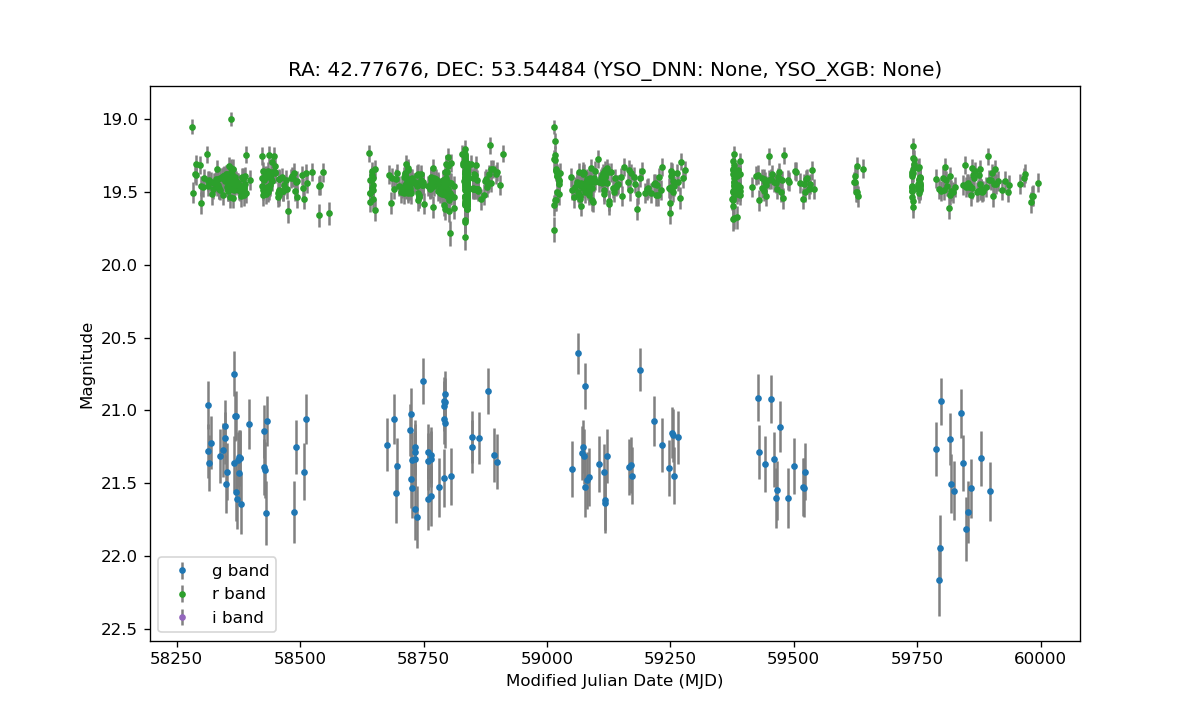 RA: 42.77676, DEC: 53.54484 (YSO_DNN: None, YSO_XGB: None)
19.0
19.5
20.0
20.5
21.0
21.5
22.0
22.5
Magnitude
g band
r band
i band
58250 58500 58750 59000 59250 59500 59750 60000
Modified Julian Date (MJD)